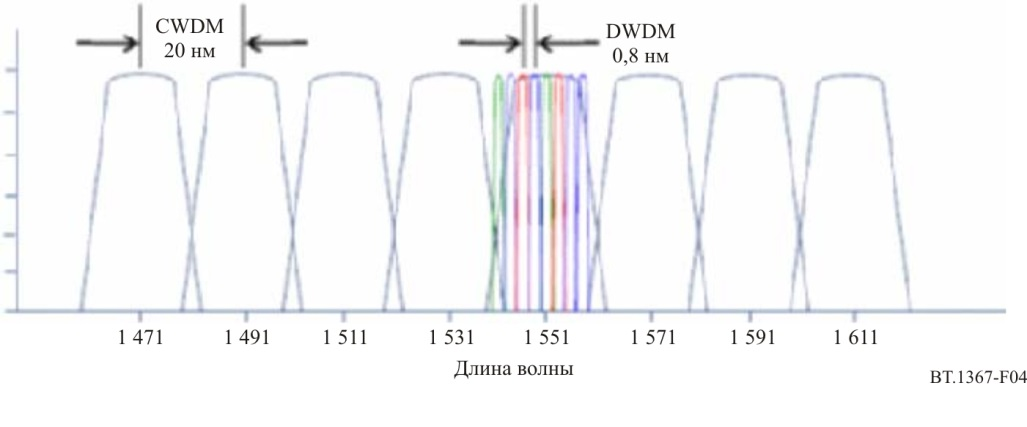 CWDM
20 нм
DWDM
0,8 нм
1 471
1 491
1 511
1 531
1 551
1 571
1 591
1 611
Длина волны
BT.1367-F04